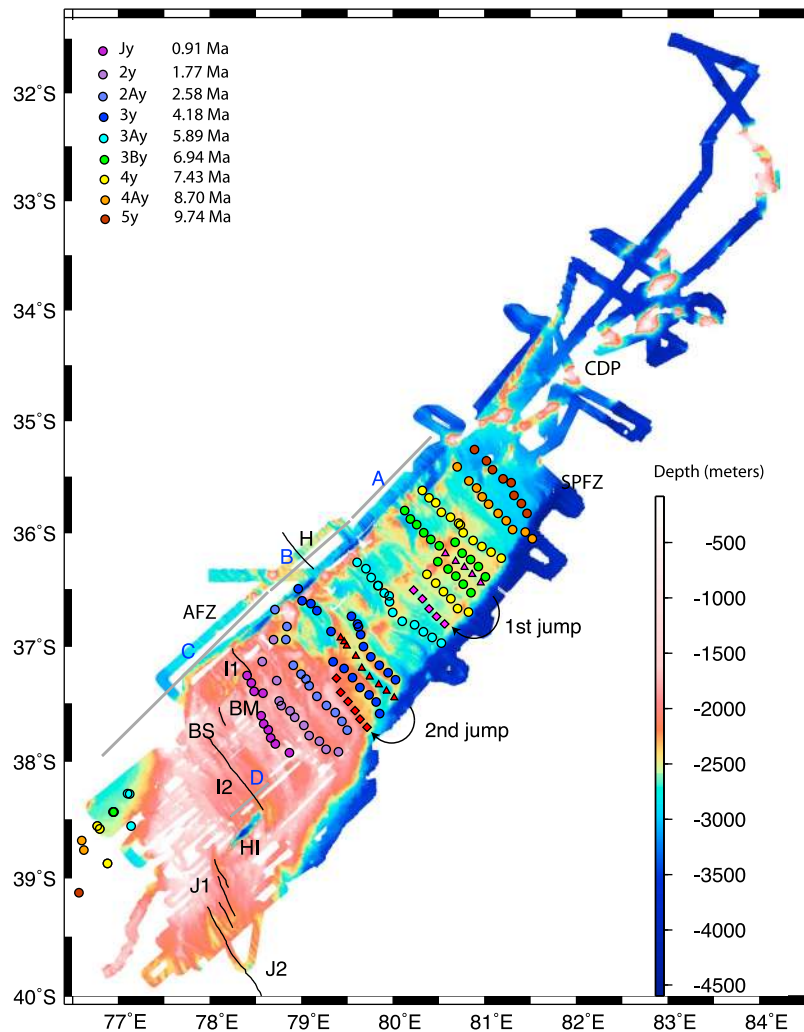 Jy 0.91 Ma
2y 1.77 Ma
2Ay 2.58 Ma
3y 4.18 Ma
3Ay 5.89 Ma
3By 6.94 Ma
4y 7.43 Ma
4Ay 8.70 Ma
5y 9.74 Ma
32˚S
33˚S
34˚S
35˚S
36˚S
37˚S
38˚S
39˚S
40˚S
CDP
A
SPFZ
H
B
AFZ
C
1st jump
I1
BM
BS
2nd jump
D
I2
HI
J1
J2
Depth (meters)
-500
-1000
-1500
-2000
-2500
-3000
-3500
-4000
-4500
77˚E 78˚E 79˚E 80˚E 81˚E 82˚E 83˚E 84˚E